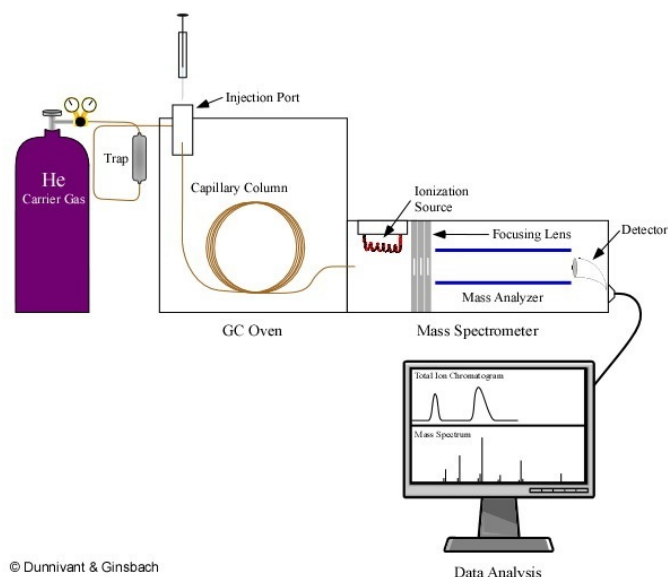 Injection Port
He
Carrier Gas
Trap
Capillary Column
Ionization
Source
Focusing Lens
Detector
Mass Analyzer
GC Oven
Mass Spectrometer
Total Ion Chromatogram
Mass Spectrum
Data Analysis
© Dunnivant & Ginsbach